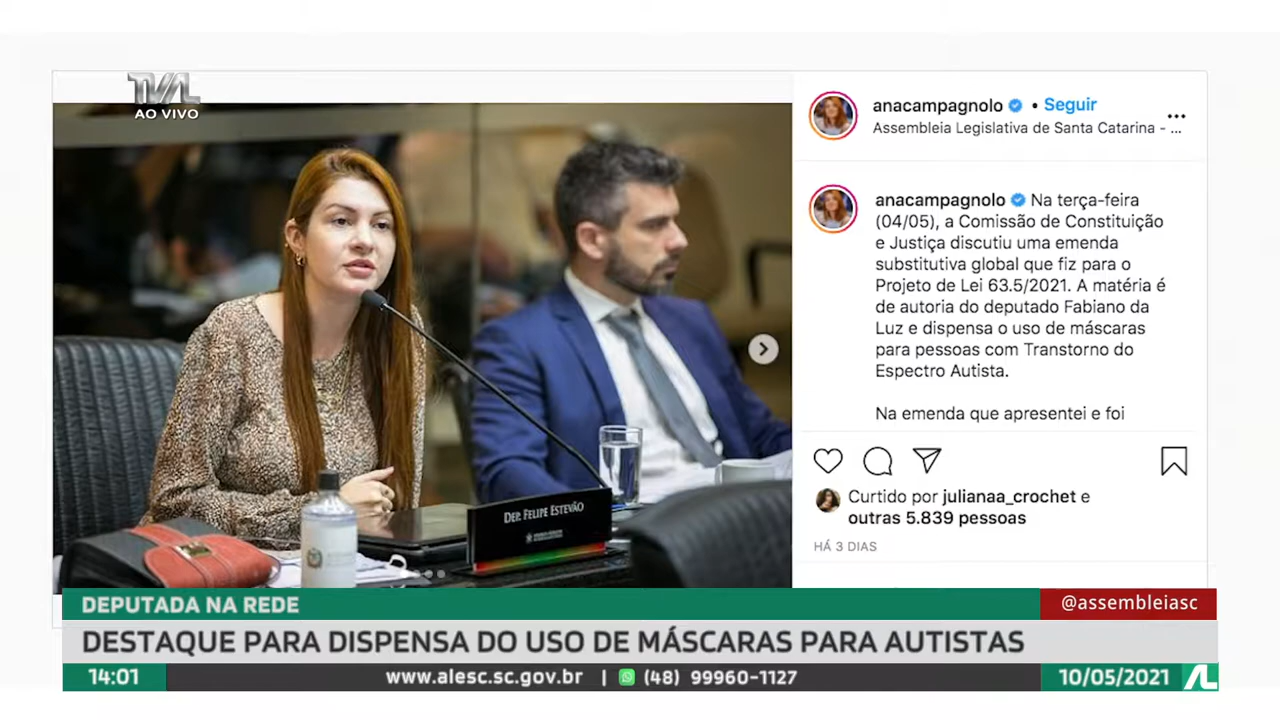 TVAL
AO VIVO
anacampagnolo • Seguir
Assembleia Legislativa de Santa Catarina - ...
anacampagnolo Na terça-feira
(04/05), a Comissão de Constituição
e Justiça discutiu uma emenda
substitutiva global que fiz para o
Projeto de Lei 63.5/2021. A matéria é
de autoria do deputado Fabiano da
Luz e dispensa o uso de máscaras
para pessoas com Transtorno do
Espectro Autista.
Na emenda que apresentei e foi
Curtido por julianaa_crochet e
outras 5.839 pessoas
HÁ 3 DIAS
DEP. FELIPE ESTEVÃO
DEPUTADA NA REDE
@assembleiasc
DESTAQUE PARA DISPENSA DO USO DE MÁSCARAS PARA AUTISTAS
14:01
www.alesc.sc.gov.br | (48) 99960-1127
10/05/2021
AL